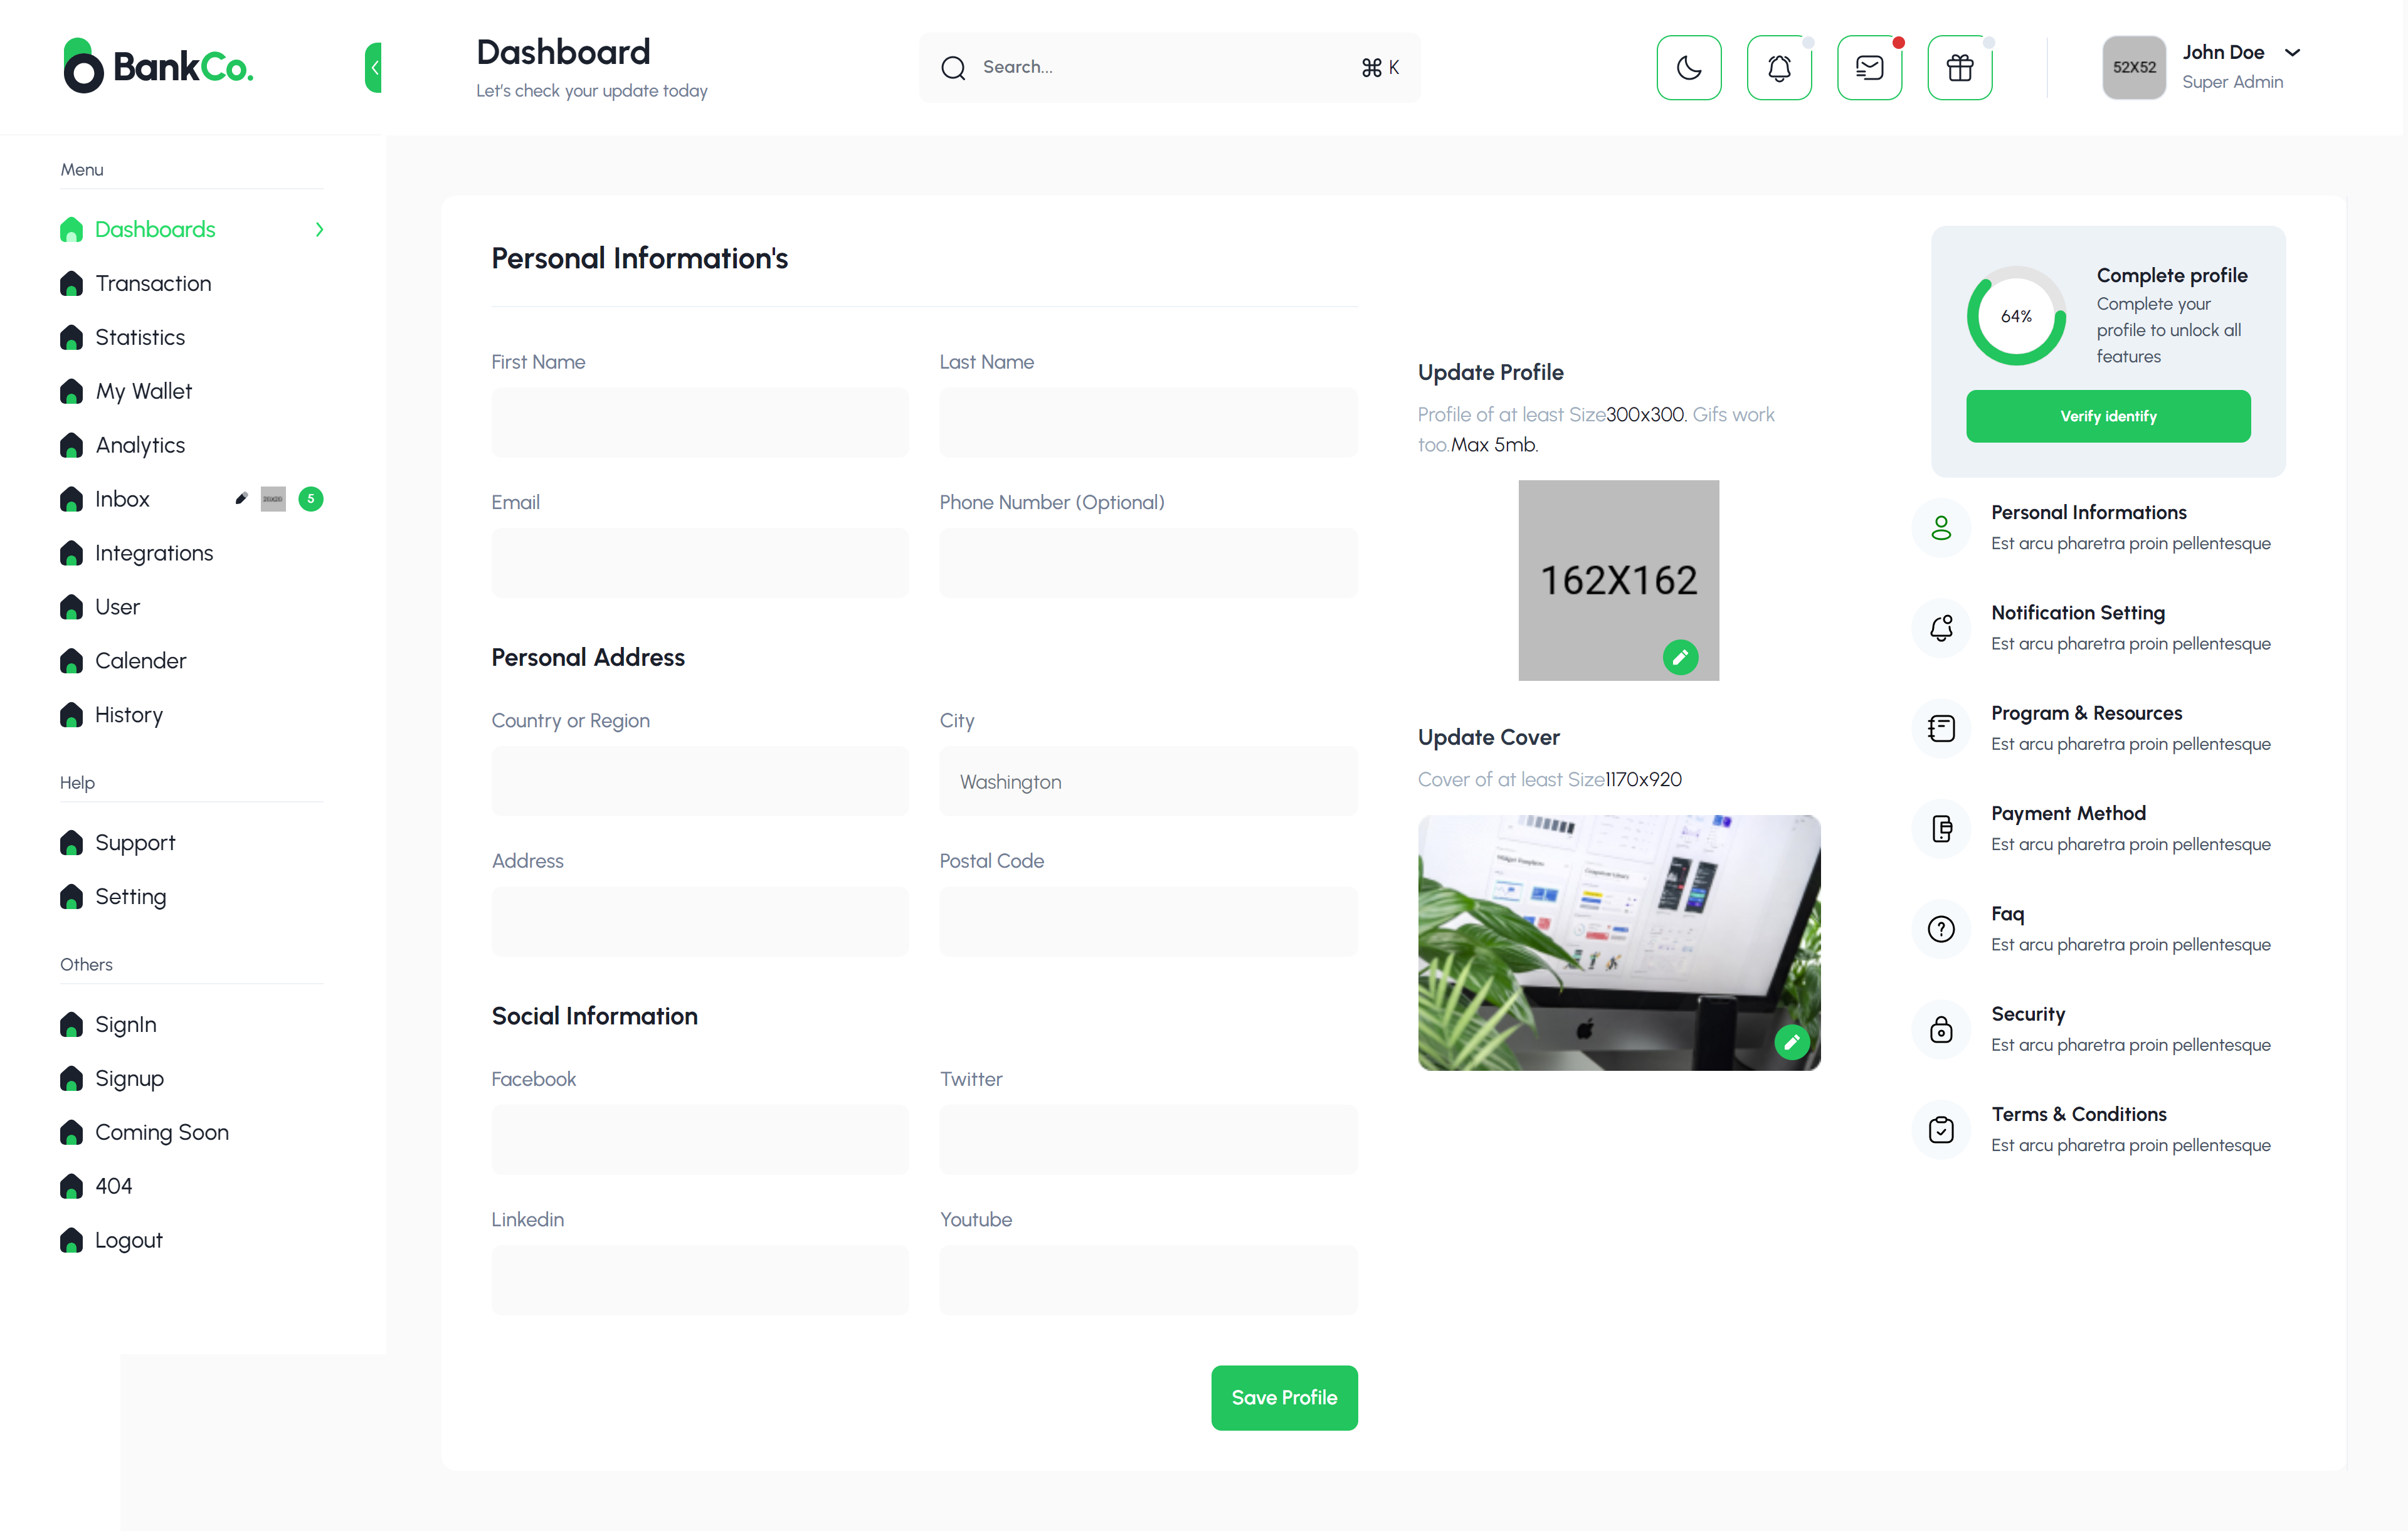 BankCo.
Dashboard
Let's check your update today
Search...
⌘ K
52X52
John Doe
Super Admin
Menu
Dashboards
Transaction
Statistics
My Wallet
Analytics
Inbox
20X20
5
Integrations
User
Calender
History
Help
Support
Setting
Others
SignIn
Signup
Coming Soon
404
Logout
Personal Information's
First Name
Last Name
Email
Phone Number (Optional)
Personal Address
Country or Region
City
Washington
Address
Postal Code
Social Information
Facebook
Twitter
Linkedin
Youtube
Save Profile
Update Profile
Profile of at least Size300x300. Gifs work
too.Max 5mb.
162X162
Update Cover
Cover of at least Size1170x920
64%
Complete profile
Complete your
profile to unlock all
features
Verify identify
Personal Informations
Est arcu pharetra proin pellentesque
Notification Setting
Est arcu pharetra proin pellentesque
Program & Resources
Est arcu pharetra proin pellentesque
Payment Method
Est arcu pharetra proin pellentesque
Faq
Est arcu pharetra proin pellentesque
Security
Est arcu pharetra proin pellentesque
Terms & Conditions
Est arcu pharetra proin pellentesque